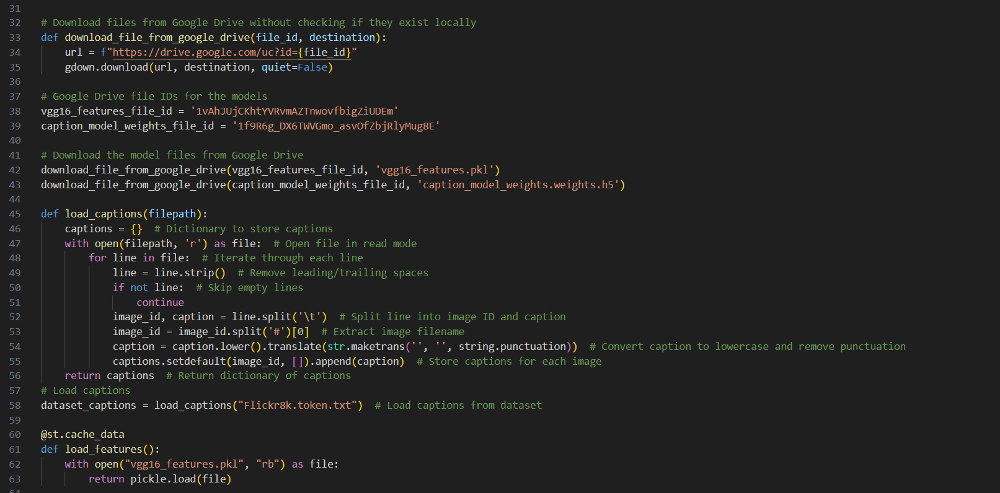 31
32 # Download files from Google Drive without checking if they exist locally
33 def download_file_from_google_drive(file_id, destination):
34     url = f"https://drive.google.com/uc?id={file_id}"
35     gdown.download(url, destination, quiet=False)
36
37 # Google Drive file IDs for the models
38 vgg16_features_file_id = '1vAhJUjCKhtYVRvmAZTnwovfbigZiUDEm'
39 caption_model_weights_file_id = '1f9R6g_DX6TWVGmo_asvOfZbjRlyMug8E'
40
41 # Download the model files from Google Drive
42 download_file_from_google_drive(vgg16_features_file_id, 'vgg16_features.pkl')
43 download_file_from_google_drive(caption_model_weights_file_id, 'caption_model_weights.weights.h5')
44
45 def load_captions(filepath):
46     captions = {}  # Dictionary to store captions
47     with open(filepath, 'r') as file:  # Open file in read mode
48         for line in file:  # Iterate through each line
49             line = line.strip()  # Remove leading/trailing spaces
50             if not line:  # Skip empty lines
51                 continue
52             image_id, caption = line.split('\t')  # Split line into image ID and caption
53             image_id = image_id.split('#')[0]  # Extract image filename
54             caption = caption.lower().translate(str.maketrans('', '', string.punctuation))  # Convert caption to lowercase and remove punctuation
55             captions.setdefault(image_id, []).append(caption)  # Store captions for each image
56     return captions  # Return dictionary of captions
57 # Load captions
58 dataset_captions = load_captions("Flickr8k.token.txt")  # Load captions from dataset
59
60 @st.cache_data
61 def load_features():
62     with open("vgg16_features.pkl", "rb") as file:
63         return pickle.load(file)